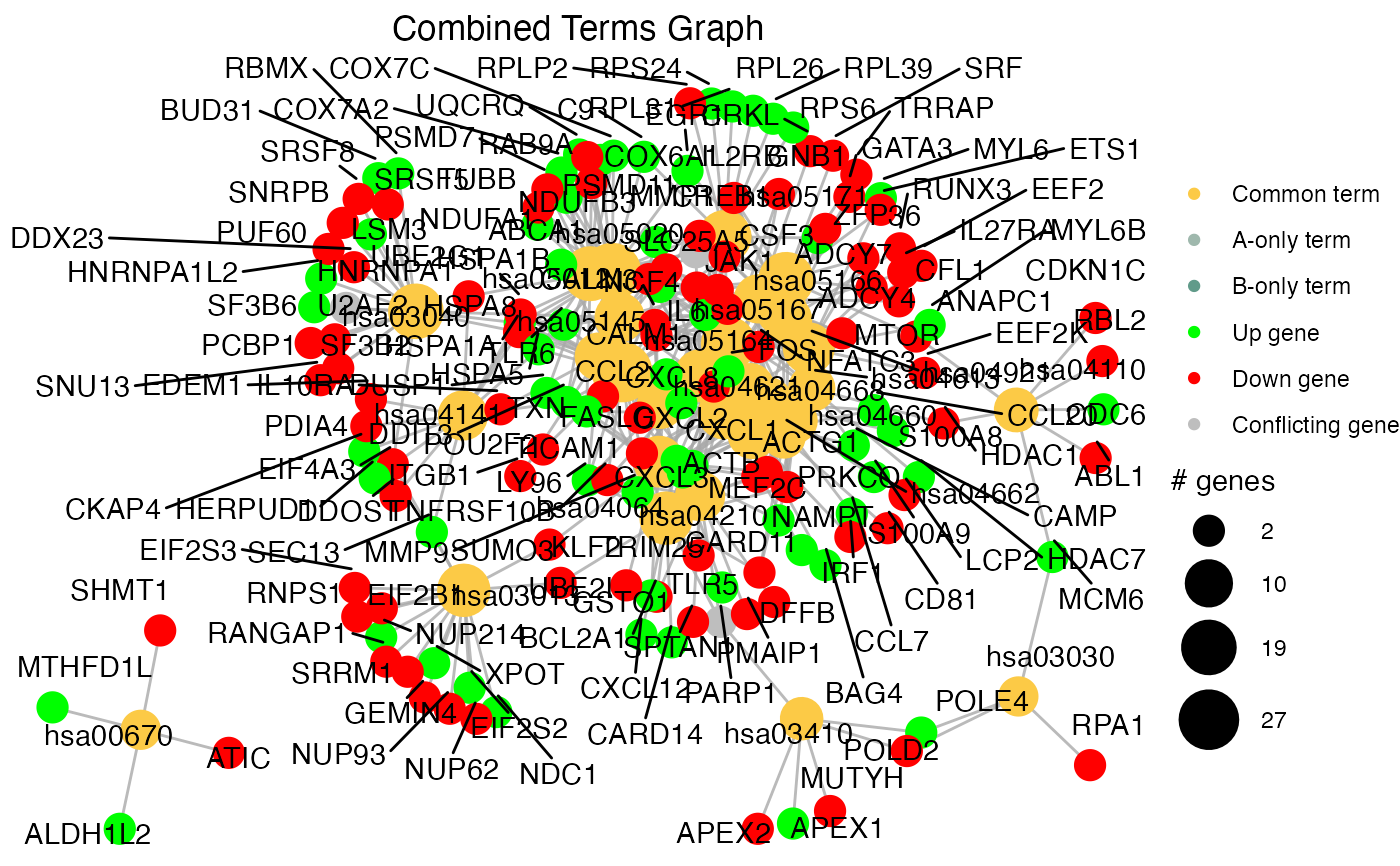 Combined Terms Graph
RBMX COX7C RPLP2 RPS24 RPL26 RPL39 SRF
BUD31 COX7A2 UQCRQ C9 RPL31 EGFR CRKL RPS6 TRRAP
SRSF8 PSMD7 RAB9A COX6A1 IL2RB GNB1 GATA3 MYL6 ETS1
SNRPB SRSF5 TUBB PSMD11 CREB1 hsa05171 RUNX3 EEF2
PUF60 LSM3 NDUFA1 NDUFB3 ABCA1 hsa05020 SLC25A5 CSF3 ZFP36 IL27RA MYL6B
DDX23 UBE2G1 HSPA1B JAK1 ADCY7 CFL1 CDKN1C
HNRNPA1L2 HNRNPA1 NCF4 hsa05166
SF3B6 U2AF2 hsa03040 HSPA8 hsa05145 IL6 hsa05167 ADCY4 ANAPC1 RBL2
PCBP1 SF3B2 HSPA1A TLR6 CALM1 hsa05164 FOS NFATC3 MTOR EEF2K
SNU13 EDEM1 IL10RA DUSP1 HSPA5 CCL2 CXCL8 hsa04621 hsa04668 hsa04613 hsa04921 hsa04110
PDIA4 hsa04141 TXN FASLG CXCL2 CXCL1 hsa04660 CCL20 CDC6
DDIT3 POU2F2 ACTG1 S100A8 HDAC1
EIF4A3 ITGB1 ICAM1 LY96 CXCL3 ACTB PRKCQ ABL1
CKAP4 HERPUD1 DDOST TNFRSF10B hsa04064 MEF2C hsa04662 CAMP
hsa04210 NAMPT S100A9
EIF2S3 SEC13 MMP9 SUMO3 KLF2 TRIM25 CARD11 IRF1 LCP2 HDAC7
SHMT1 RNPS1 EIF2B1 hsa03013 UBE2I GSTO1 TLR5 DFFB CD81 MCM6
RANGAP1 NUP214 BCL2A1 SPTAN1 PMAIP1 CCL7
MTHFD1L SRRM1 XPOT CXCL12 PARP1 BAG4 hsa03030
GEMIN4 POLE4
hsa00670 EIF2S2 CARD14 hsa03410 RPA1
ATIC NUP93 NUP62 NDC1 POLD2
MUTYH
ALDH1L2 APEX2 APEX1
Common term
A-only term
B-only term
Up gene
Down gene
Conflicting gene
# genes
2
10
19
27